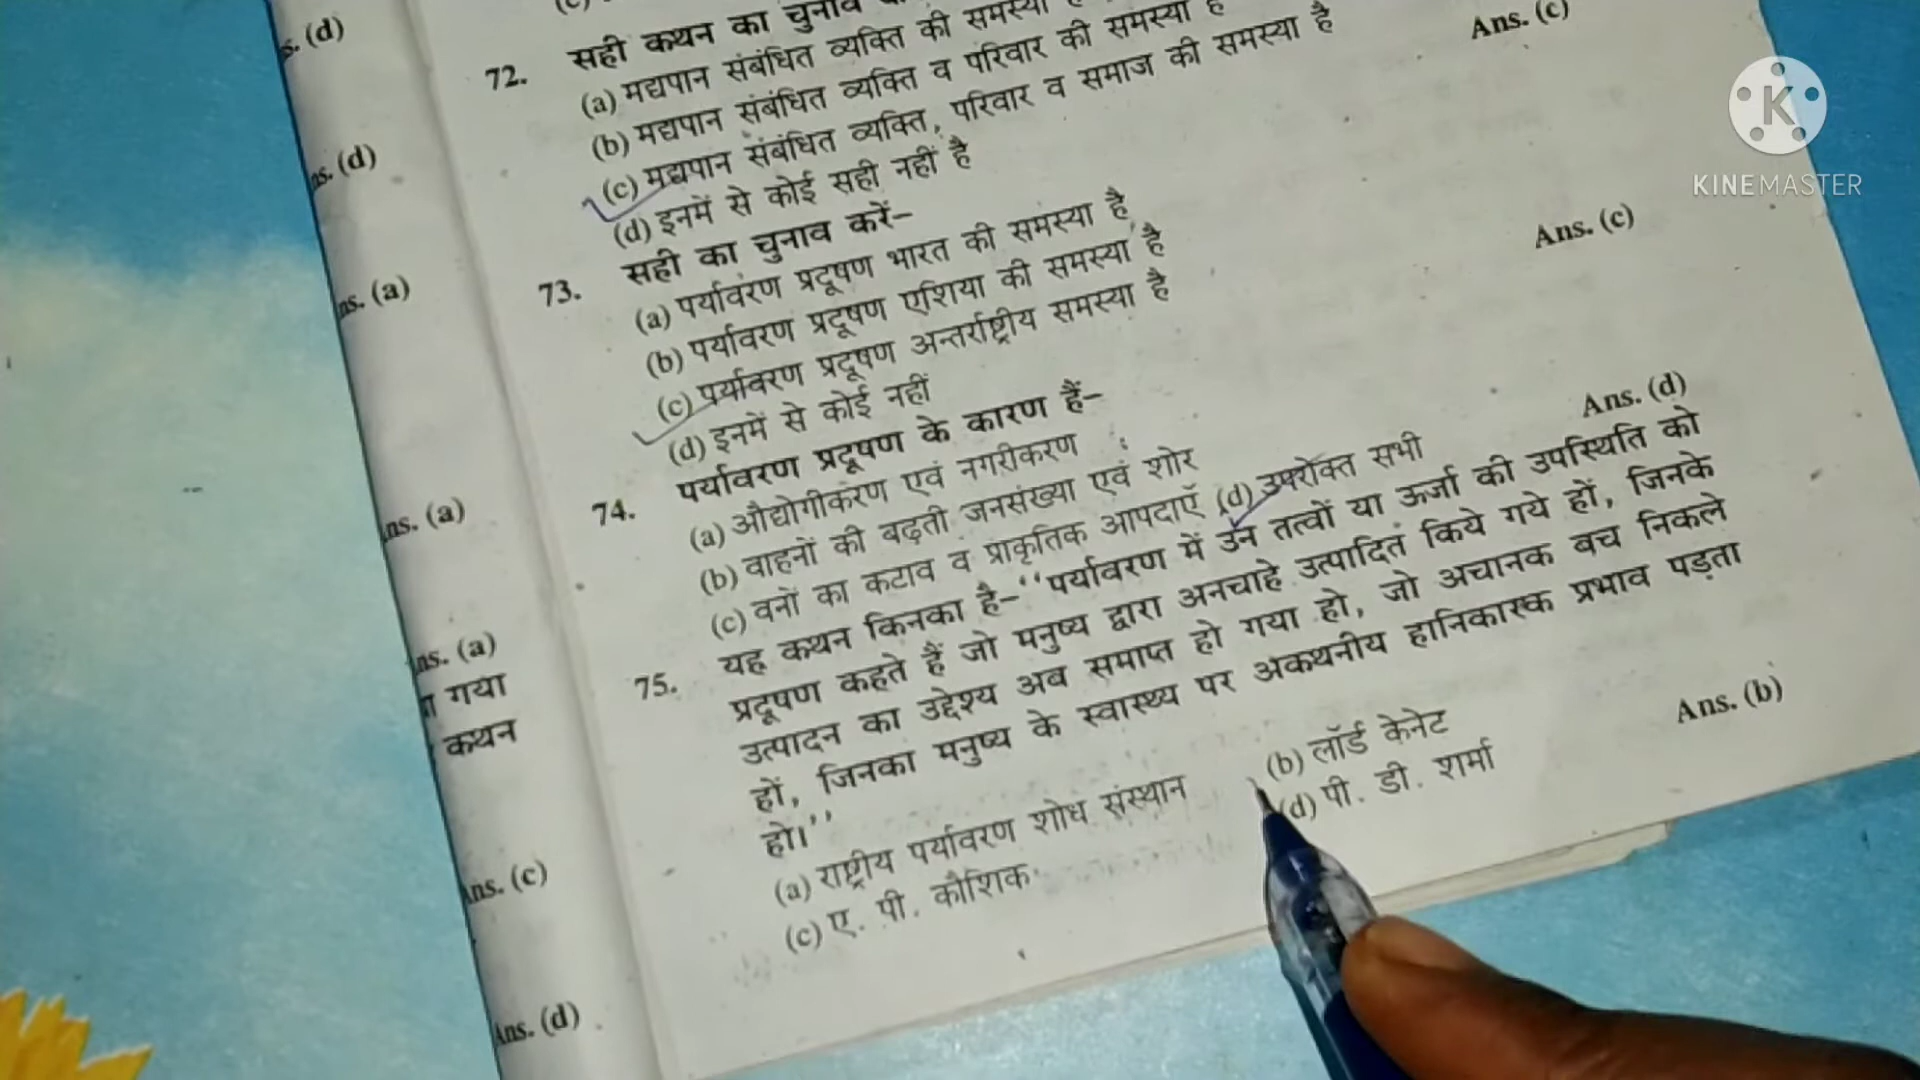 s. (d)
72. सही कथन का चुनाव
(a) मद्यपान संबंधित व्यक्ति की समस्या
(b) मद्यपान संबंधित व्यक्ति व परिवार की समस्या है
(c) मद्यपान संबंधित व्यक्ति, परिवार व समाज की समस्या है
(d) इनमें से कोई सही नहीं है
Ans. (c)
ns. (d)
73. सही का चुनाव करें–
(a) पर्यावरण प्रदूषण भारत की समस्या है
(b) पर्यावरण प्रदूषण एशिया की समस्या है
(c) पर्यावरण प्रदूषण अन्तर्राष्ट्रीय समस्या है
(d) इनमें से कोई नहीं
Ans. (c)
ns. (a)
74. पर्यावरण प्रदूषण के कारण हैं–
(a) औद्योगीकरण एवं नगरीकरण
(b) वाहनों की बढ़ती जनसंख्या एवं शोर
(c) वनों का कटाव व प्राकृतिक आपदाएँ (d) उपरोक्त सभी
Ans. (d)
ns. (a)
75. यह कथन किनका है–‘‘पर्यावरण में उन तत्वों या ऊर्जा की उपस्थिति को
प्रदूषण कहते हैं जो मनुष्य द्वारा अनचाहे उत्पादित किये गये हों, जिनके
उत्पादन का उद्देश्य अब समाप्त हो गया हो, जो अचानक बच निकले
हों, जिनका मनुष्य के स्वास्थ्य पर अकथनीय हानिकारक प्रभाव पड़ता
हो।’’
(a) राष्ट्रीय पर्यावरण शोध संस्थान (b) लॉर्ड केनेट
(c) ए. पी. कौशिक (d) पी. डी. शर्मा
Ans. (b)
ns. (a)
गया
कथन
Ans. (c)
Ans. (d)
K
KINEMASTER